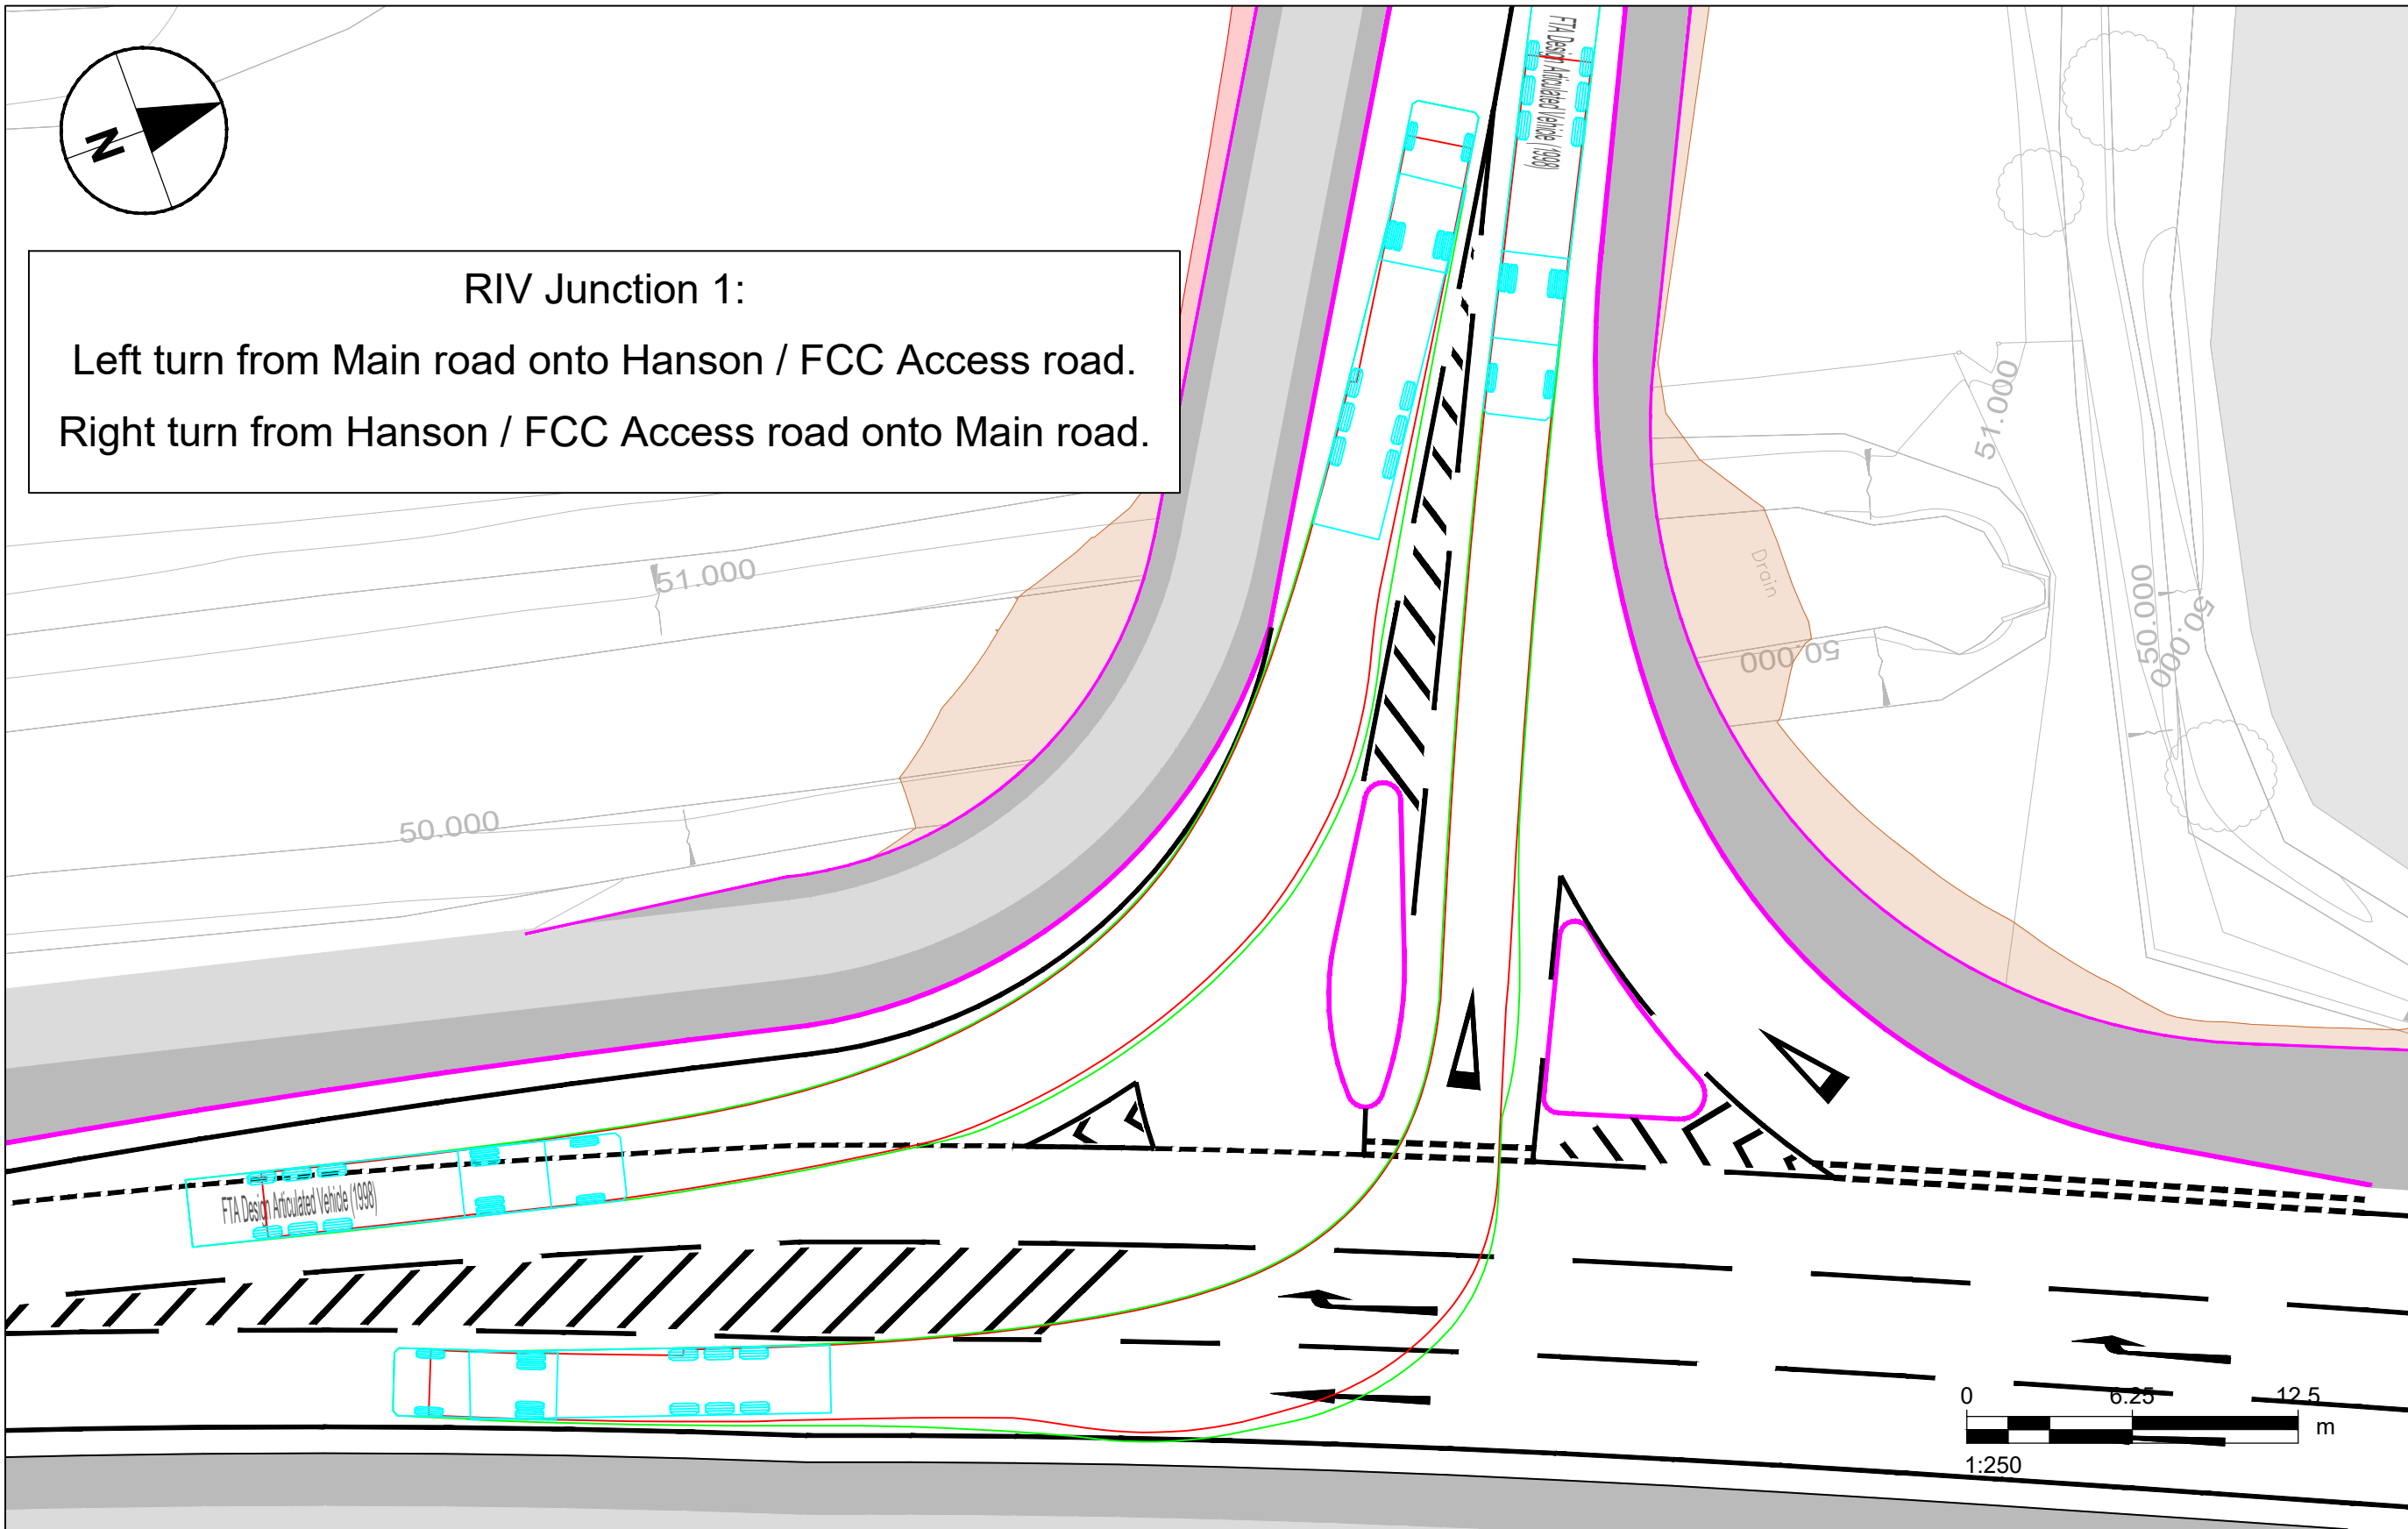 FTA Design Articulated Vehicle (1998)
N
RIV Junction 1:
Left turn from Main road onto Hanson / FCC Access road.
Right turn from Hanson / FCC Access road onto Main road.
51.000
51.000
Drain
50.000
50.000
50.000
50.000
FTA Design Articulated Vehicle (1998)
0 6.25 12.5
m
1:250